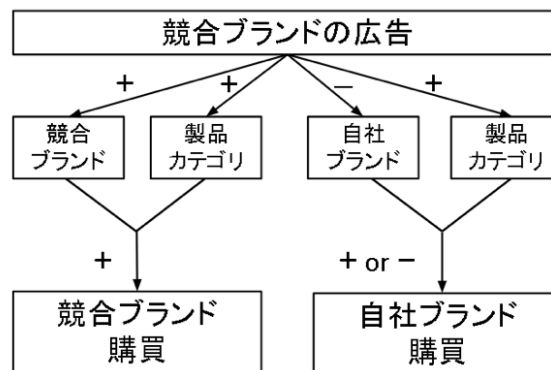 競合ブランドの広告
+ + − +
競合
ブランド
製品
カテゴリ
自社
ブランド
製品
カテゴリ
+
+ or −
競合ブランド
購買
自社ブランド
購買